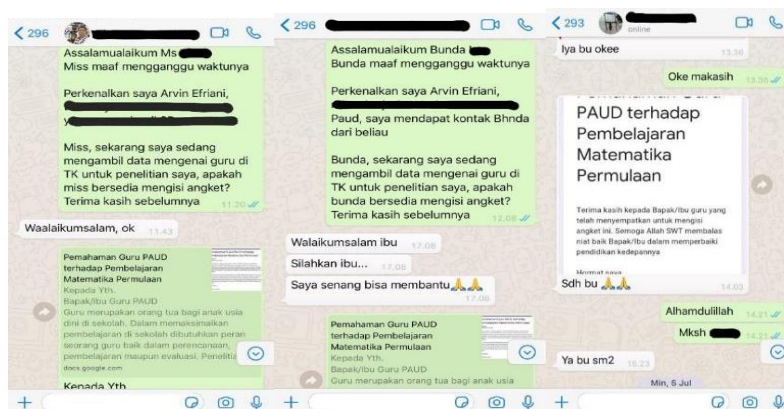 296
Assalamualaikum Ms
Miss maaf mengganggu waktunya
Perkenalkan saya Arvin Efriani,
Miss, sekarang saya sedang
mengambil data mengenai guru di
TK untuk penelitian saya, apakah
miss bersedia mengisi angket?
Terima kasih sebelumnya 11.20
Waalaikumsalam, ok 11.43
Pemahaman Guru PAUD
terhadap Pembelajaran
Matematika Permulaan
Kepada Yth.
Bapak/Ibu Guru PAUD
Guru merupakan orang tua bagi anak usia
dini di sekolah. Dalam memaksimalkan
pembelajaran di sekolah dibutuhkan peran
seorang guru baik dalam perencanaan,
pembelajaran maupun evaluasi. Penelitia
docs.google.com
Kepada Yth
296
Assalamualaikum Bunda
Bunda maaf mengganggu waktunya
Perkenalkan saya Arvin Efriani,
Paud, saya mendapat kontak Bhnda
dari beliau
Bunda, sekarang saya sedang
mengambil data mengenai guru di
TK untuk penelitian saya, apakah
bunda bersedia mengisi angket?
Terima kasih sebelumnya 12.08
Walaikumsalam ibu 17.08
Silahkan ibu... 17.08
Saya senang bisa membantu🙏🙏
17.08
Pemahaman Guru PAUD
terhadap Pembelajaran
Matematika Permulaan
Kepada Yth.
Bapak/Ibu Guru PAUD
Guru merupakan orang tua bagi anak usia
293
online
Iya bu okee 13.36
Oke makasih 13.36
PAUD terhadap
Pembelajaran
Matematika
Permulaan
Terima kasih kepada Bapak/Ibu guru yang
telah menyempatkan untuk mengisi
angket ini. Semoga Allah SWT membalas
niat baik Bapak/Ibu dalam memperbaiki
pendidikan kedepannya
Hormat saya
Sdh bu 🙏🙏 14.03
Alhamdulillah 14.21
Mksh 14.21
Ya bu sm2 16.23
Min, 5 Jul